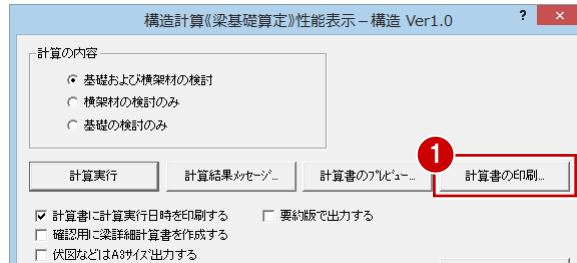 構造計算《梁基礎算定》性能表示－構造 Ver1.0 ? ×
計算の内容
基礎および横架材の検討
横架材の検討のみ
基礎の検討のみ
1
計算実行 計算結果ﾒｯｾｰｼﾞ... 計算書のﾌﾟﾚﾋﾞｭｰ... 計算書の印刷...
計算書に計算実行日時を印刷する 要約版で出力する
確認用に梁詳細計算書を作成する
伏図などはA3ｻｲｽﾞ出力する